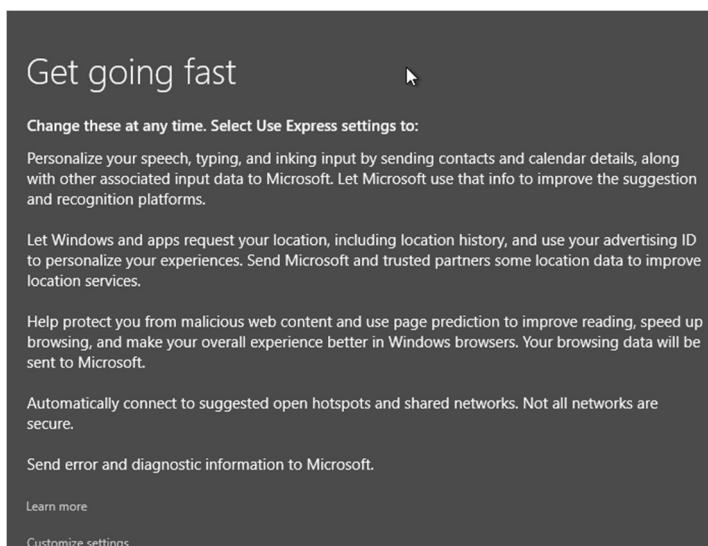 Get going fast
Change these at any time. Select Use Express settings to:
Personalize your speech, typing, and inking input by sending contacts and calendar details, along
with other associated input data to Microsoft. Let Microsoft use that info to improve the suggestion
and recognition platforms.
Let Windows and apps request your location, including location history, and use your advertising ID
to personalize your experiences. Send Microsoft and trusted partners some location data to improve
location services.
Help protect you from malicious web content and use page prediction to improve reading, speed up
browsing, and make your overall experience better in Windows browsers. Your browsing data will be
sent to Microsoft.
Automatically connect to suggested open hotspots and shared networks. Not all networks are
secure.
Send error and diagnostic information to Microsoft.
Learn more
Customize settings